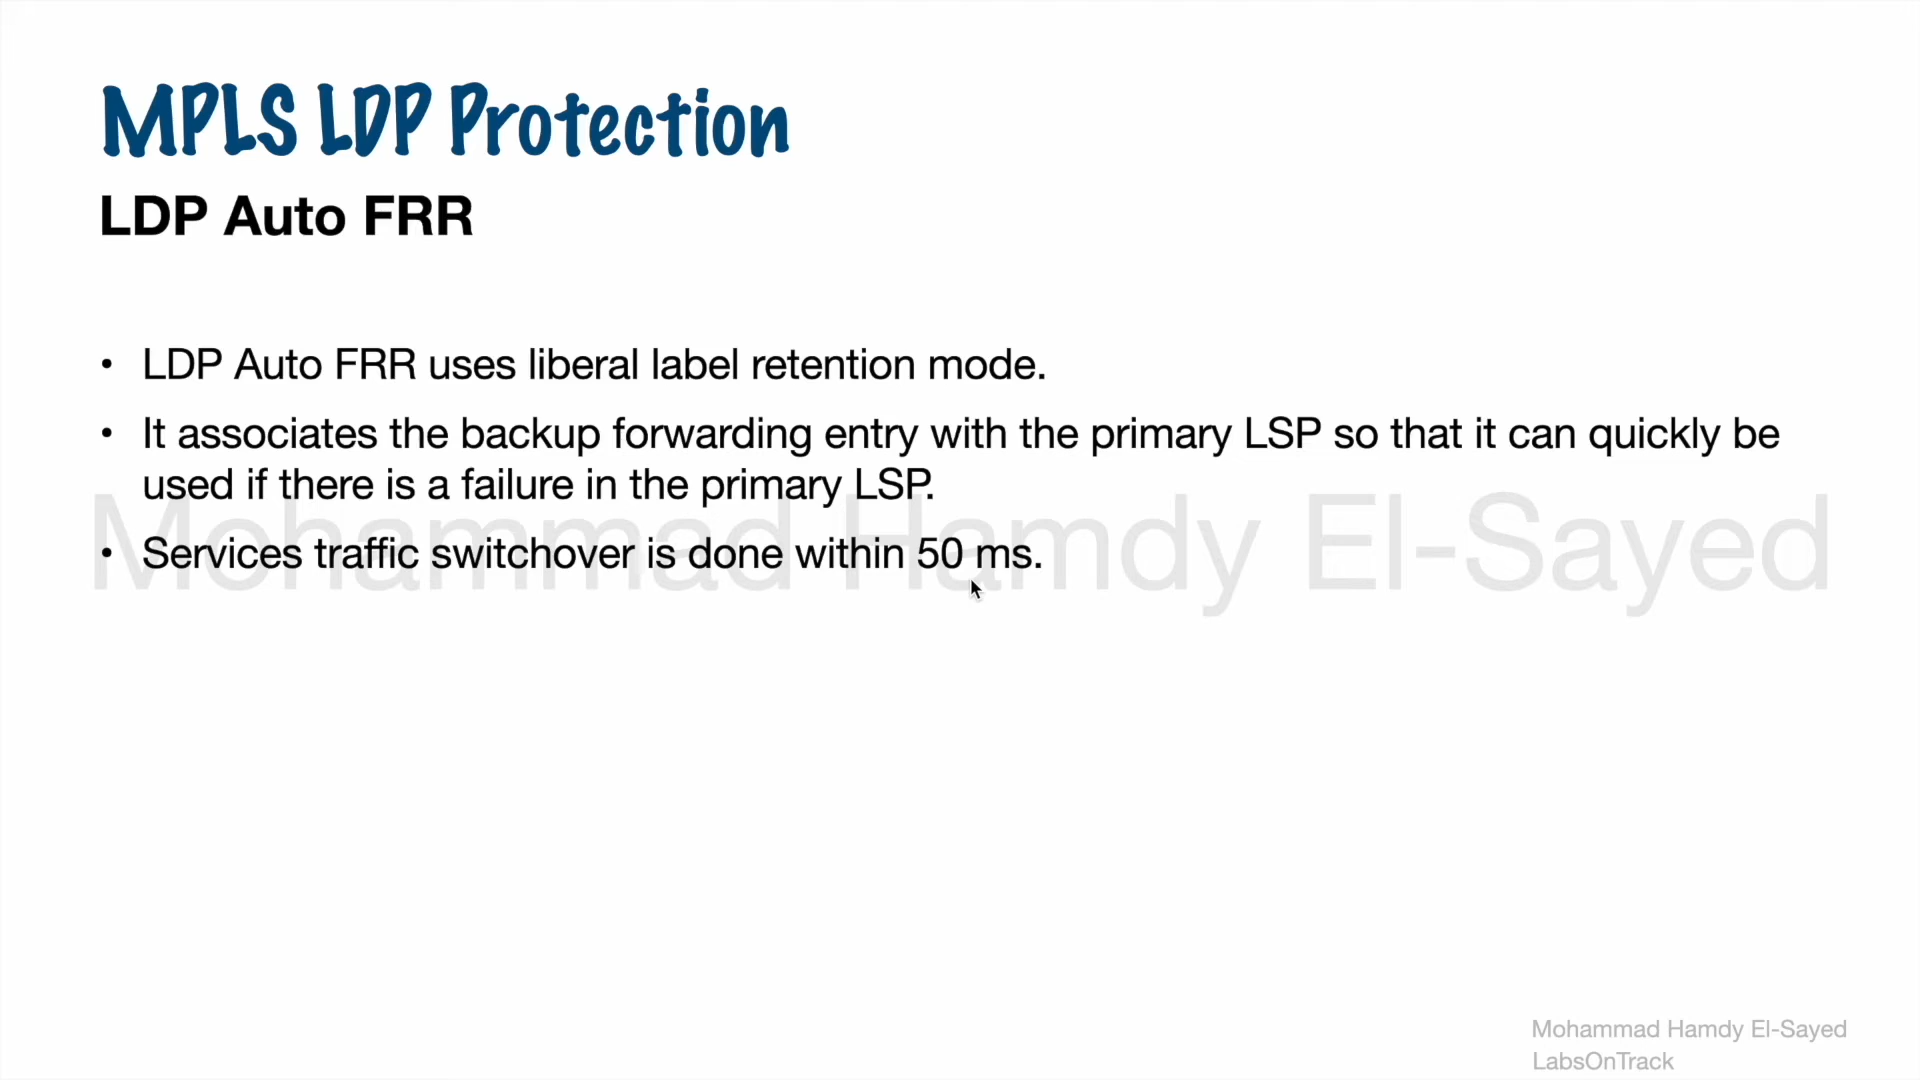 MPLS LDP Protection
LDP Auto FRR
• LDP Auto FRR uses liberal label retention mode.
• It associates the backup forwarding entry with the primary LSP so that it can quickly be
used if there is a failure in the primary LSP.
Mohammad Hamdy El-Sayed
• Services traffic switchover is done within 50 ms.
Mohammad Hamdy El-Sayed
LabsOnTrack